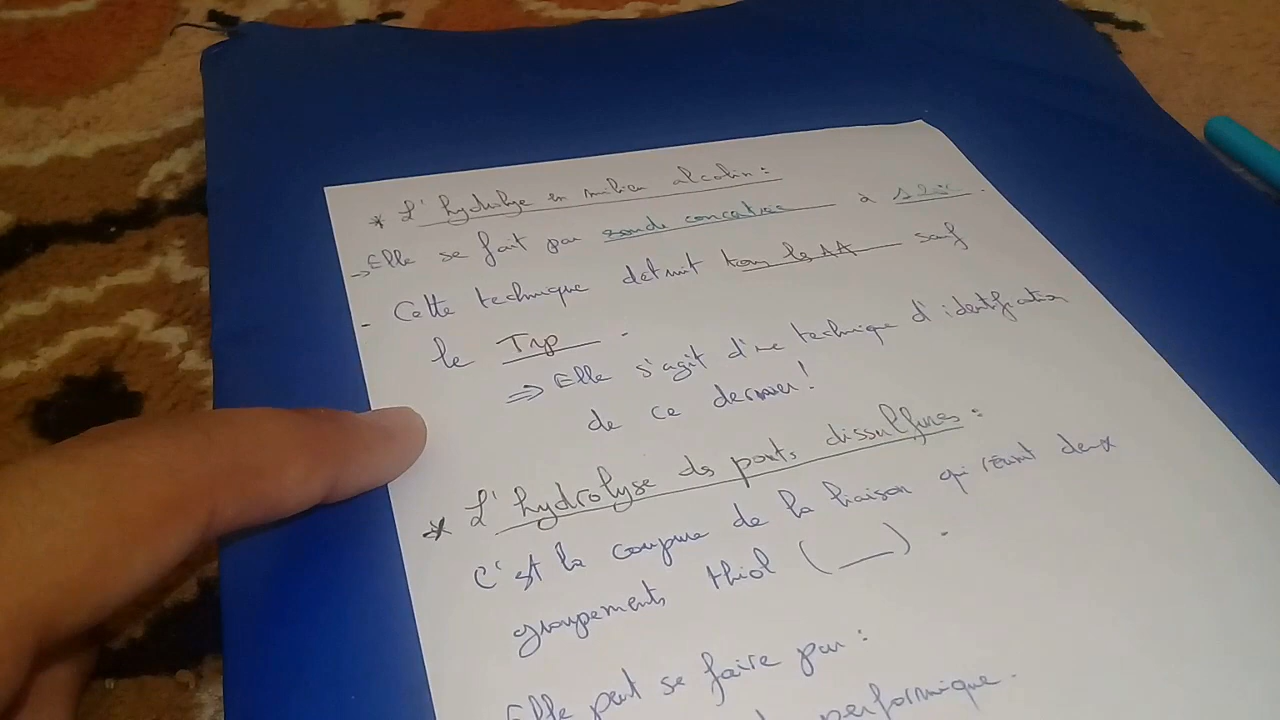 * L'hydrolyse en milieu alcalin :
=> Elle se fait par soude concentrée à
- Cette technique detruit tous les AA sauf
le Trp.
=> Elle s'agit d'une technique d'identification
de ce dernier !
* L'hydrolyse des ponts dissulfures :
C'est la coupure de la liaison qui réunit deux
groupements thiol (__).
Elle peut se faire par :
performique.